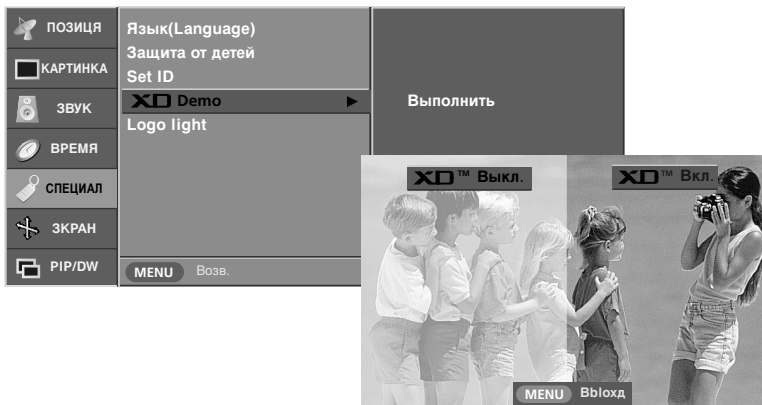 ПОЗИЦЯ
КАРТИНКА
ЗВУК
ВРЕМЯ
СПЕЦИАЛ
ЗКРАН
PIP/DW
Язык(Language)
Защита от детей
Set ID
XD Demo ►
Logo light
MENU Возв.
Выполнить
XD™ Выкл.
XD™ Вкл.
MENU ВЫохд